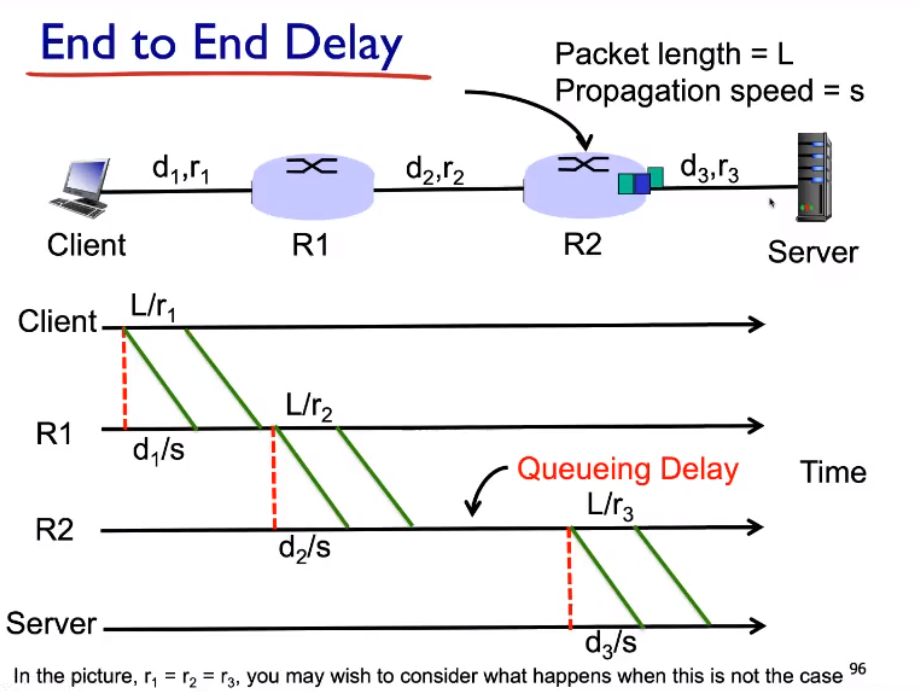 End to End Delay
Packet length = L
Propagation speed = s
d₁,r₁
d₂,r₂
d₃,r₃
Client
R1
R2
Server
L/r₁
Client
L/r₂
R1
d₁/s
Queueing Delay
Time
L/r₃
R2
d₂/s
Server
d₃/s
In the picture, r₁ = r₂ = r₃, you may wish to consider what happens when this is not the case
96